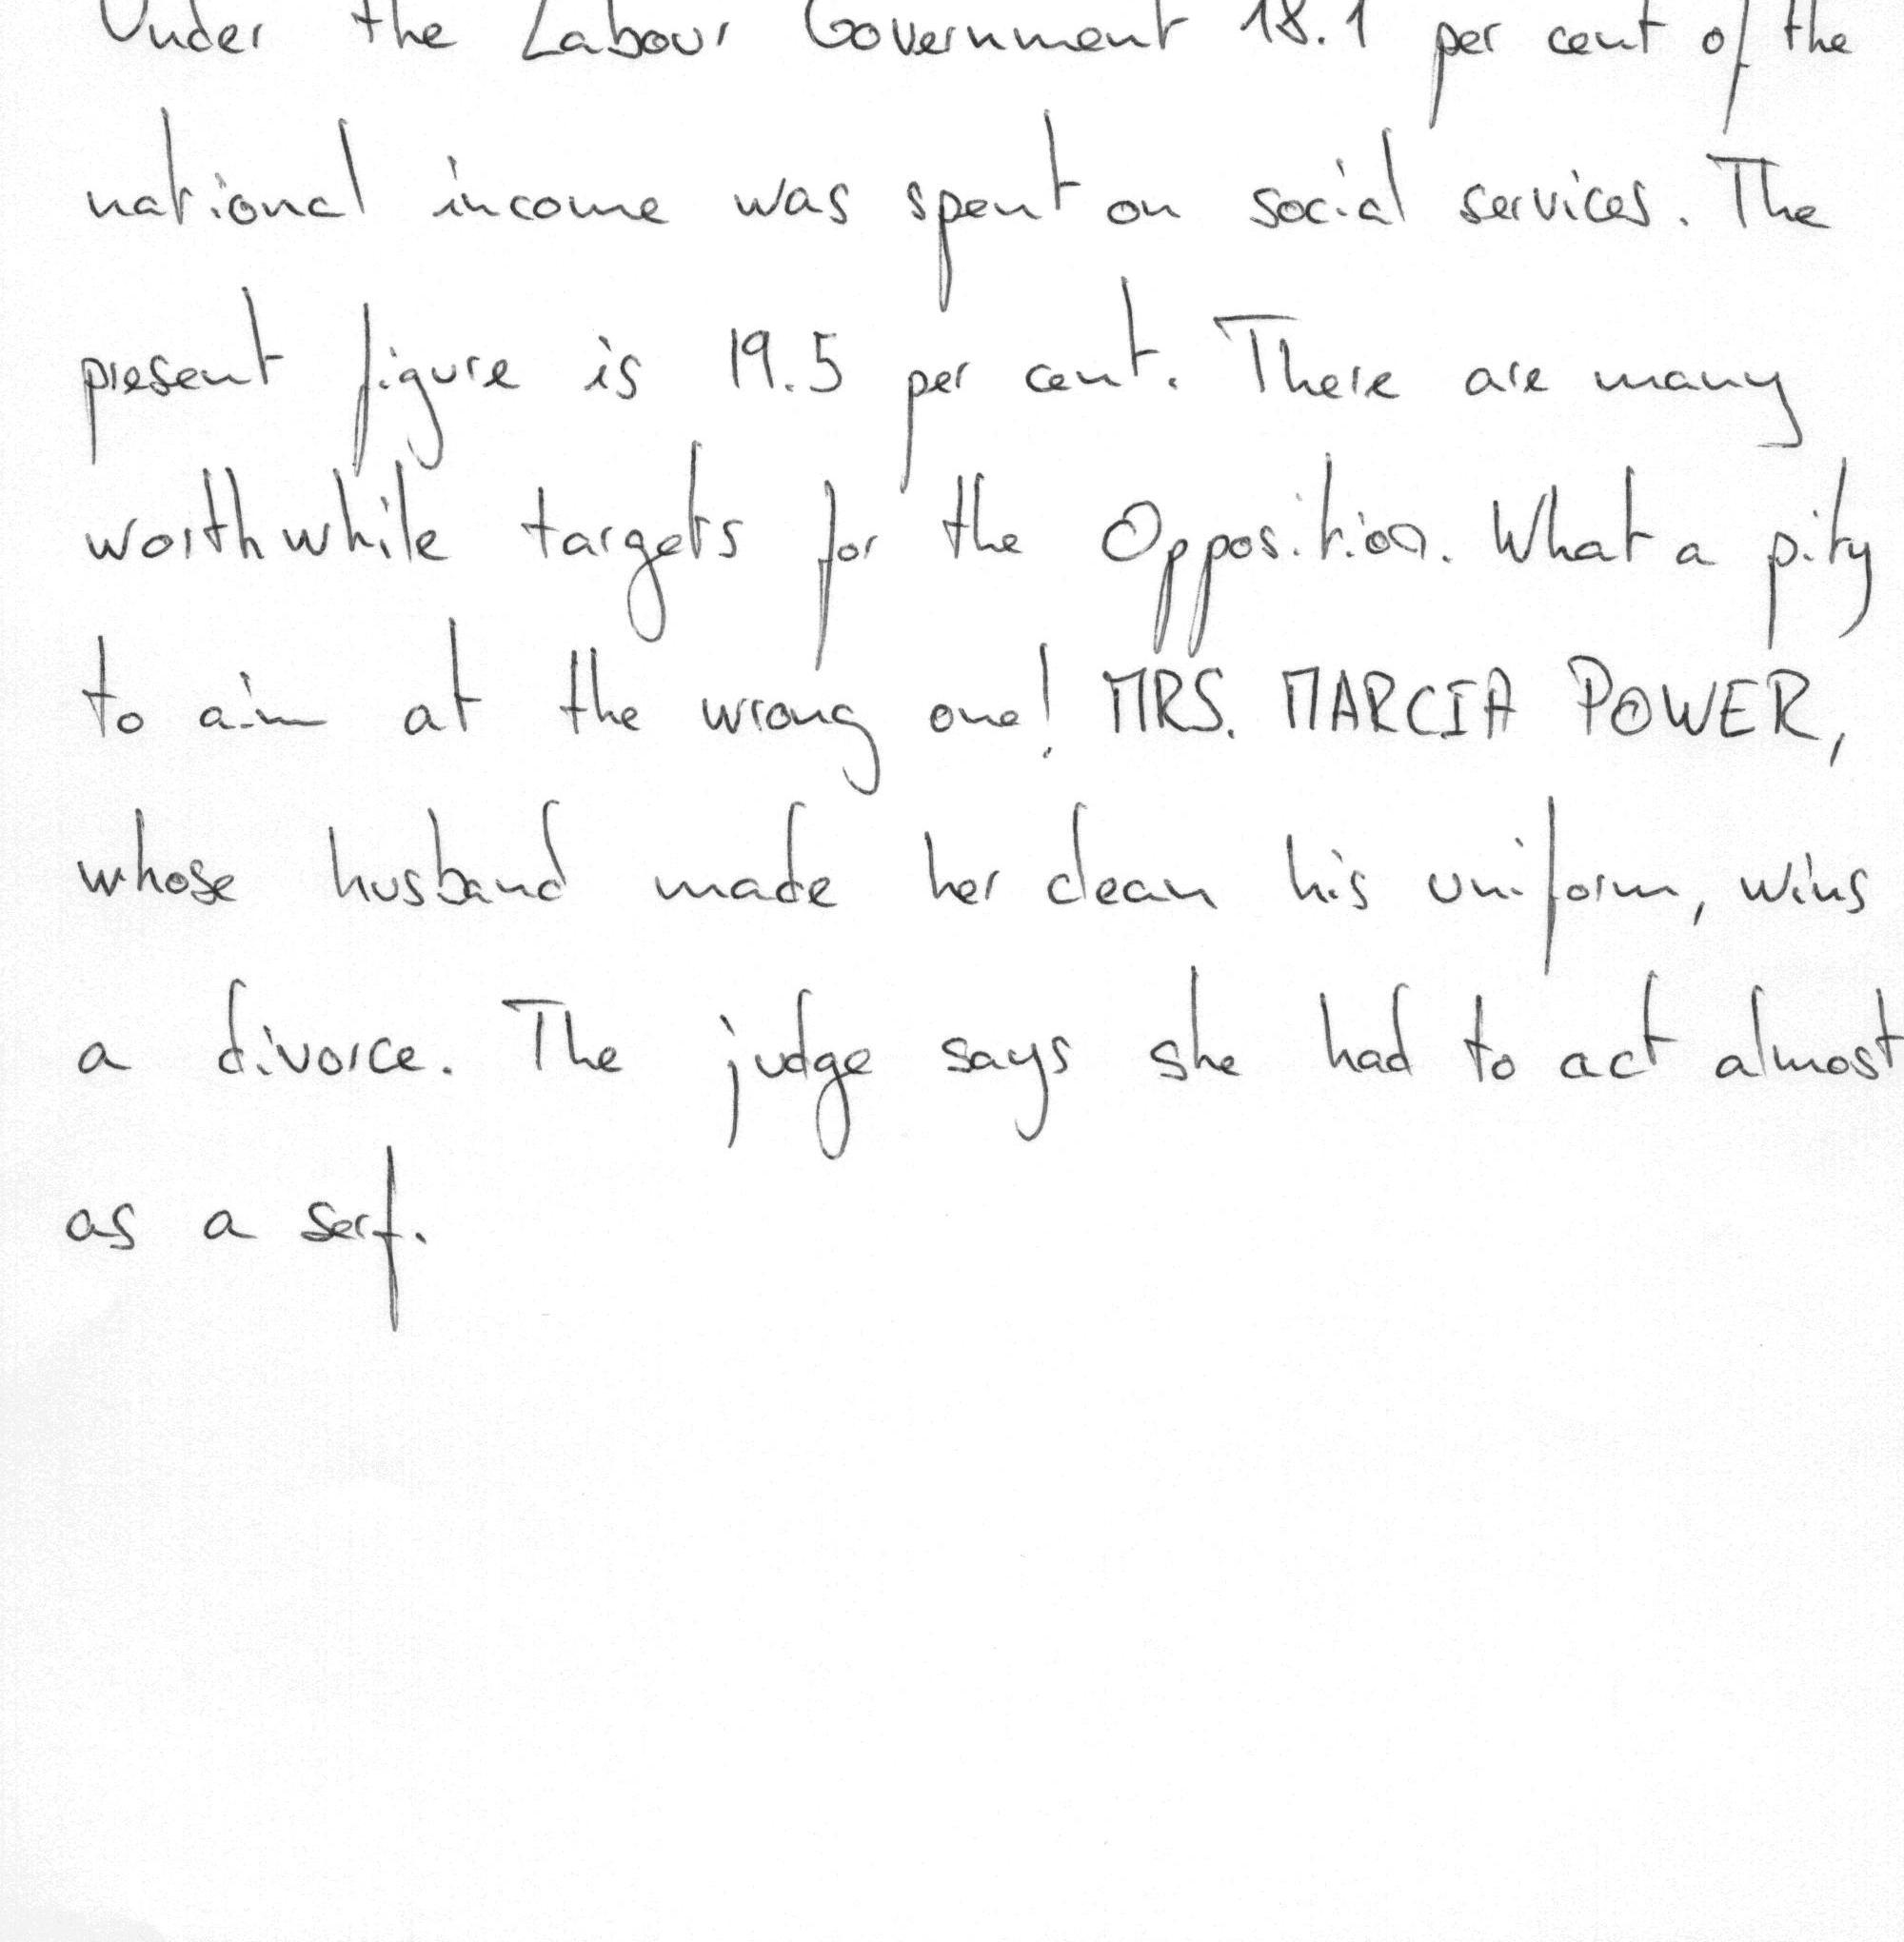 Under the Labour Government 18.1 per cent of the
national income was spent on social services. The
present figure is 19.5 per cent. There are many
worthwhile targets for the Opposition. What a pity
to aim at the wrong one! MRS. MARCIA POWER,
whose husband made her clean his uniform, wins
a divorce. The judge says she had to act almost
as a serf.